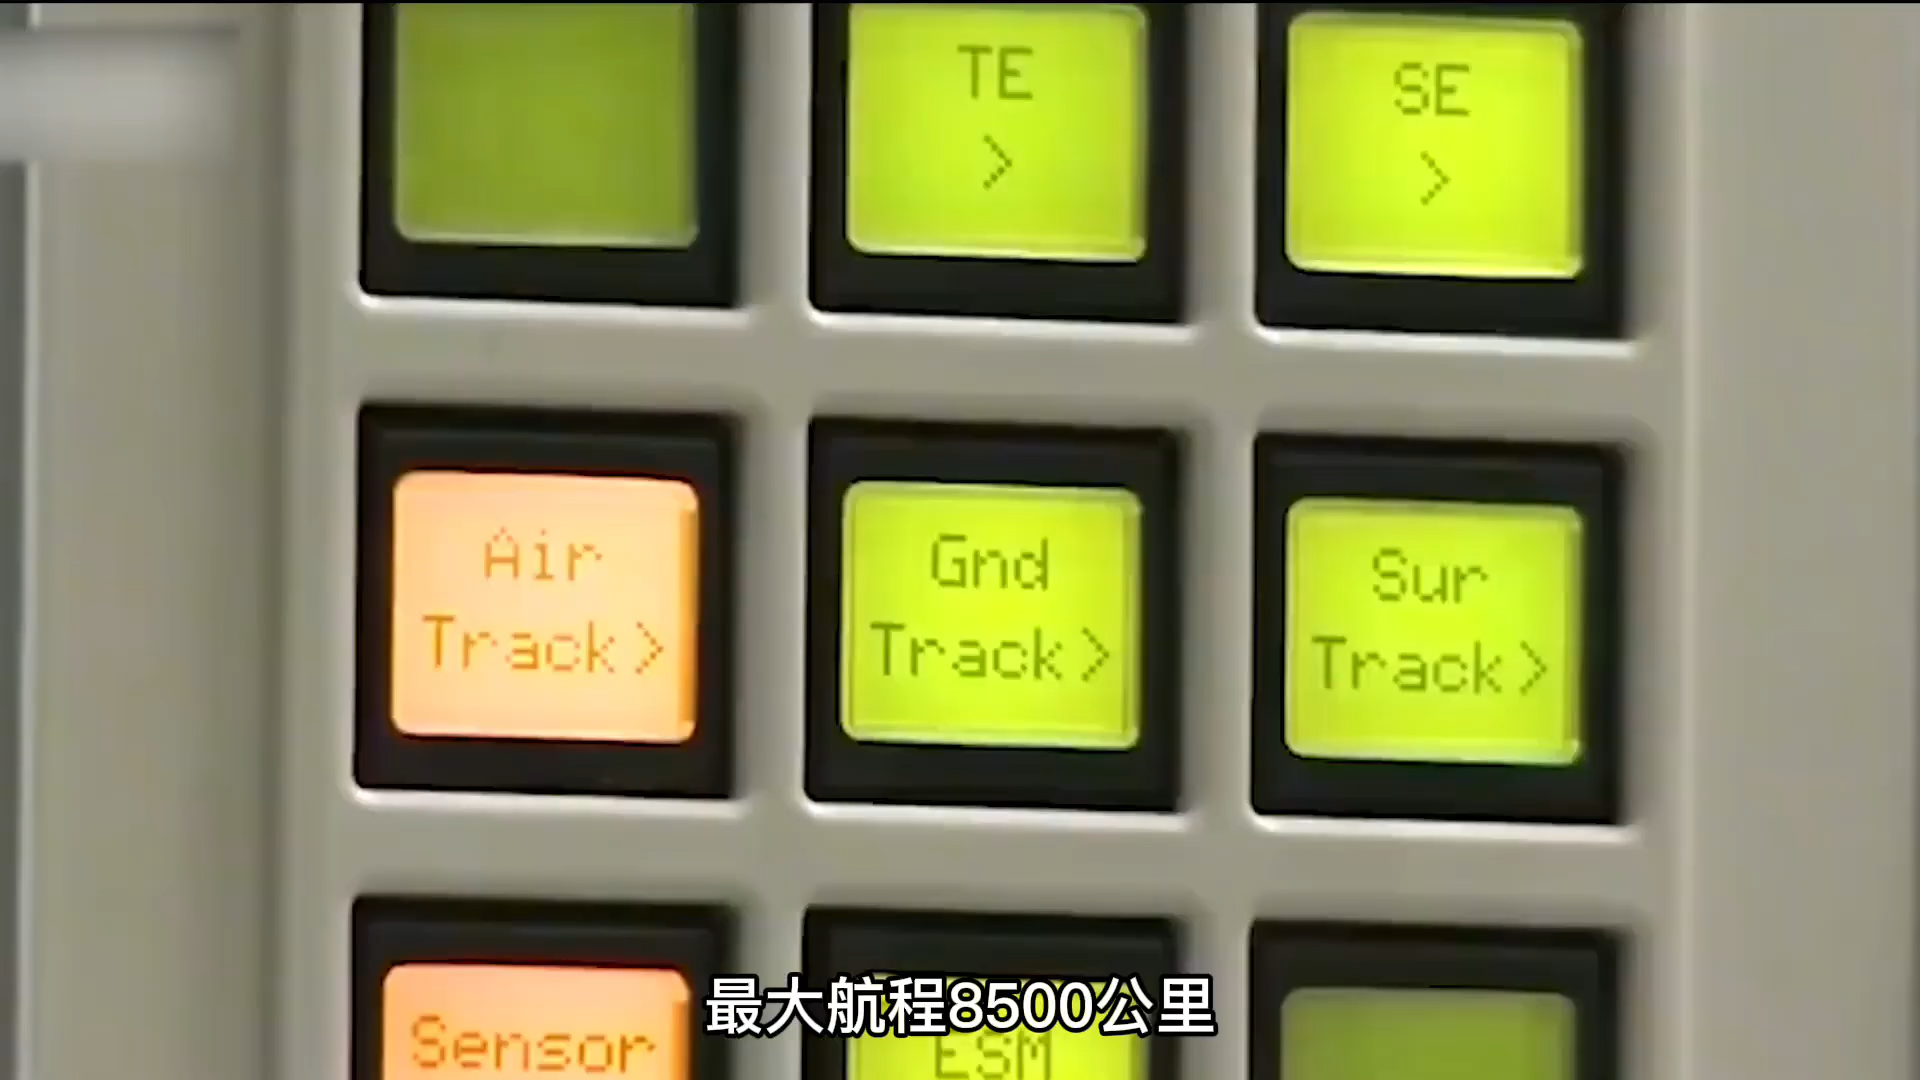 TE
>
SE
>
Air
Track>
Gnd
Track>
Sur
Track>
Sensor
ESM
最大航程8500公里